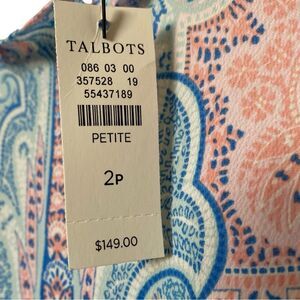 TALBOTS
086 03 00
357528 19
55437189
PETITE
2P
$149.00